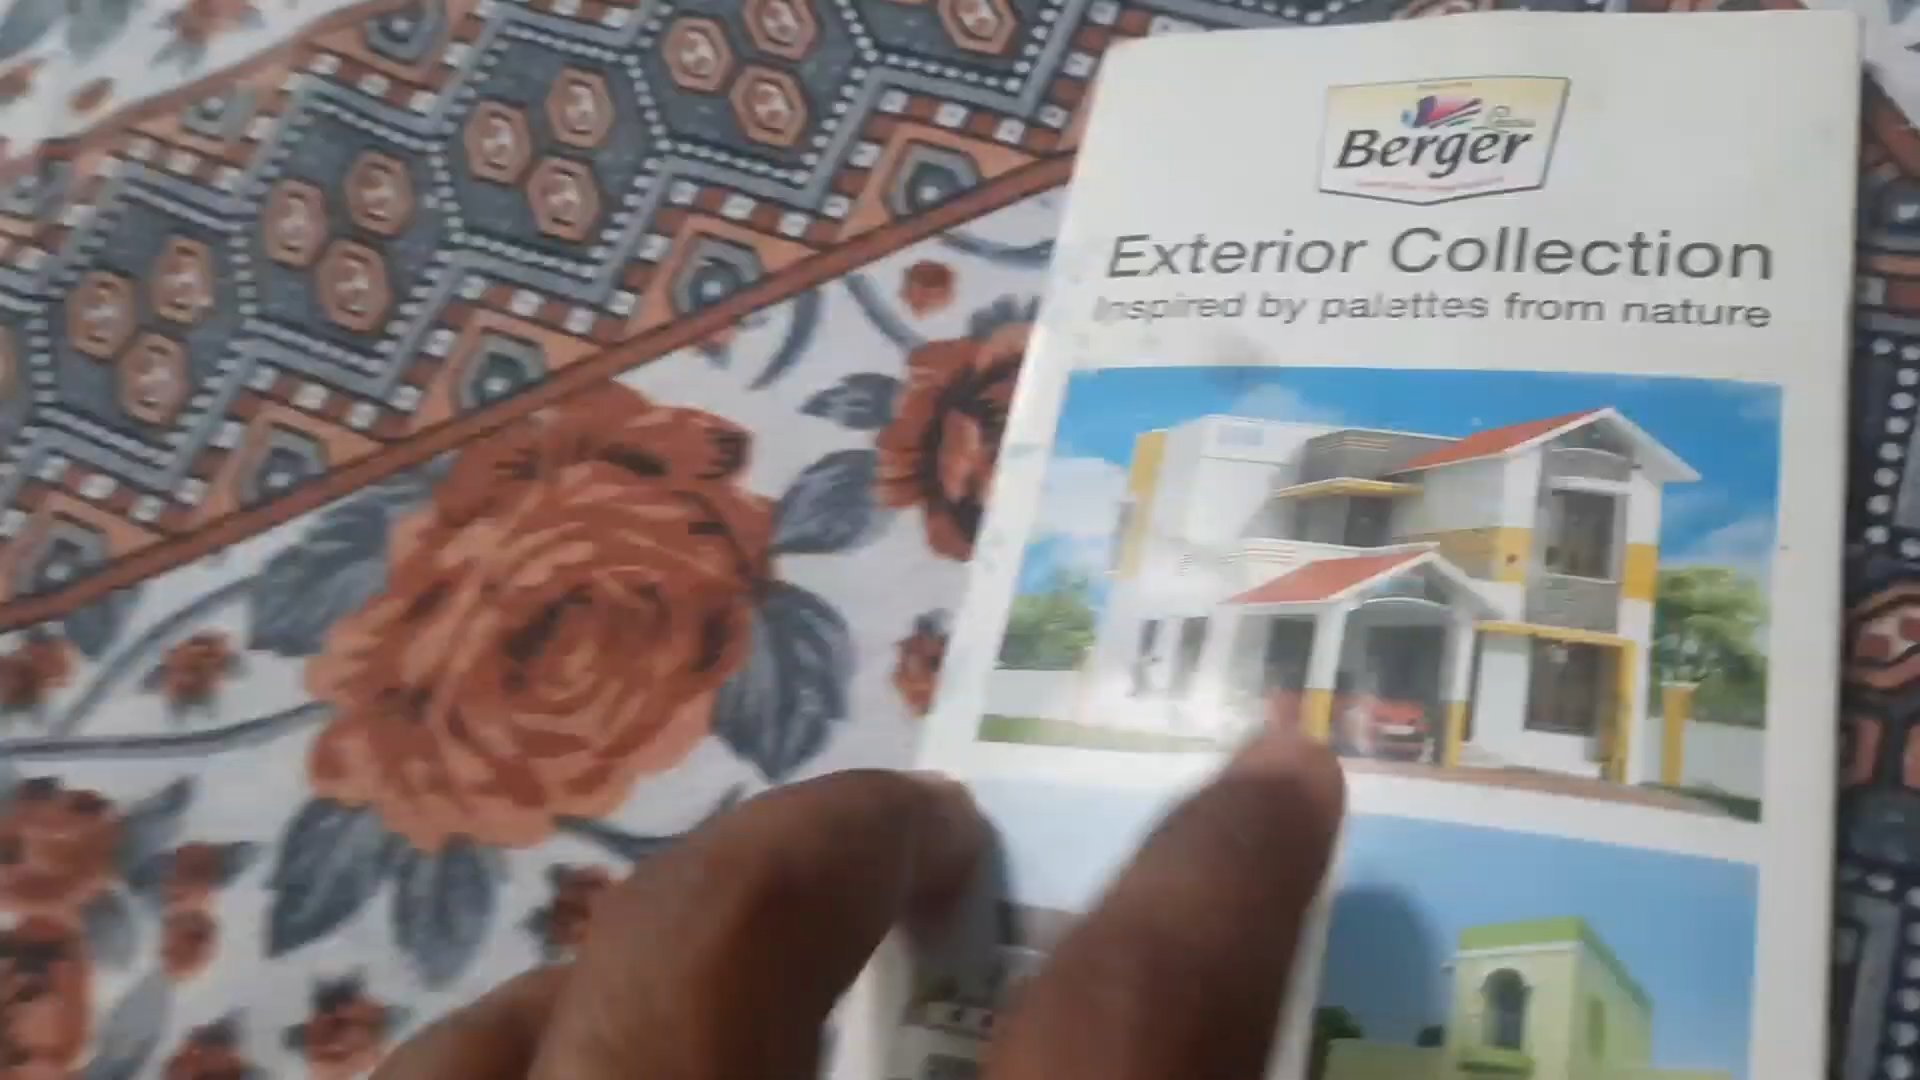 Berger
Exterior Collection
Inspired by palettes from nature